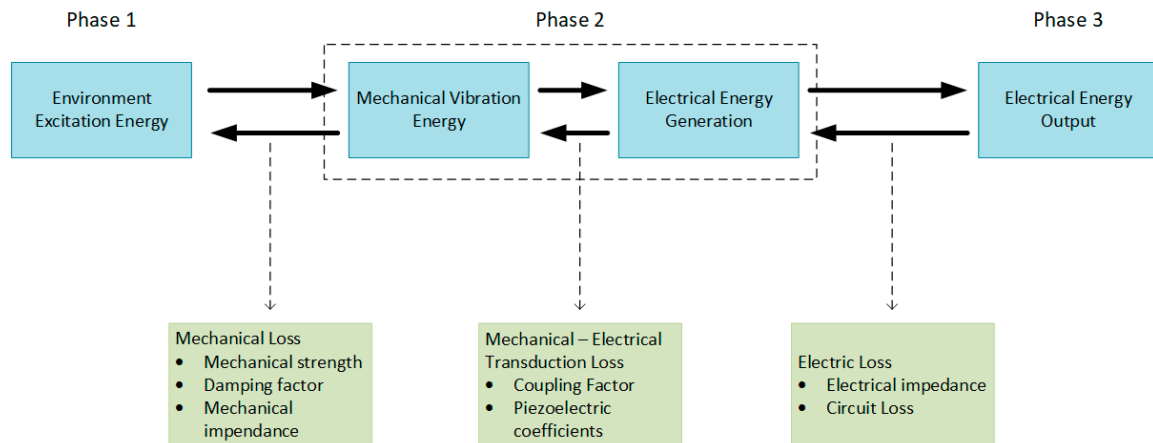 Phase 1
Phase 2
Phase 3
Environment
Excitation Energy
Mechanical Vibration
Energy
Electrical Energy
Generation
Electrical Energy
Output
Mechanical Loss
• Mechanical strength
• Damping factor
• Mechanical
impendance
Mechanical – Electrical
Transduction Loss
• Coupling Factor
• Piezoelectric
coefficients
Electric Loss
• Electrical impedance
• Circuit Loss